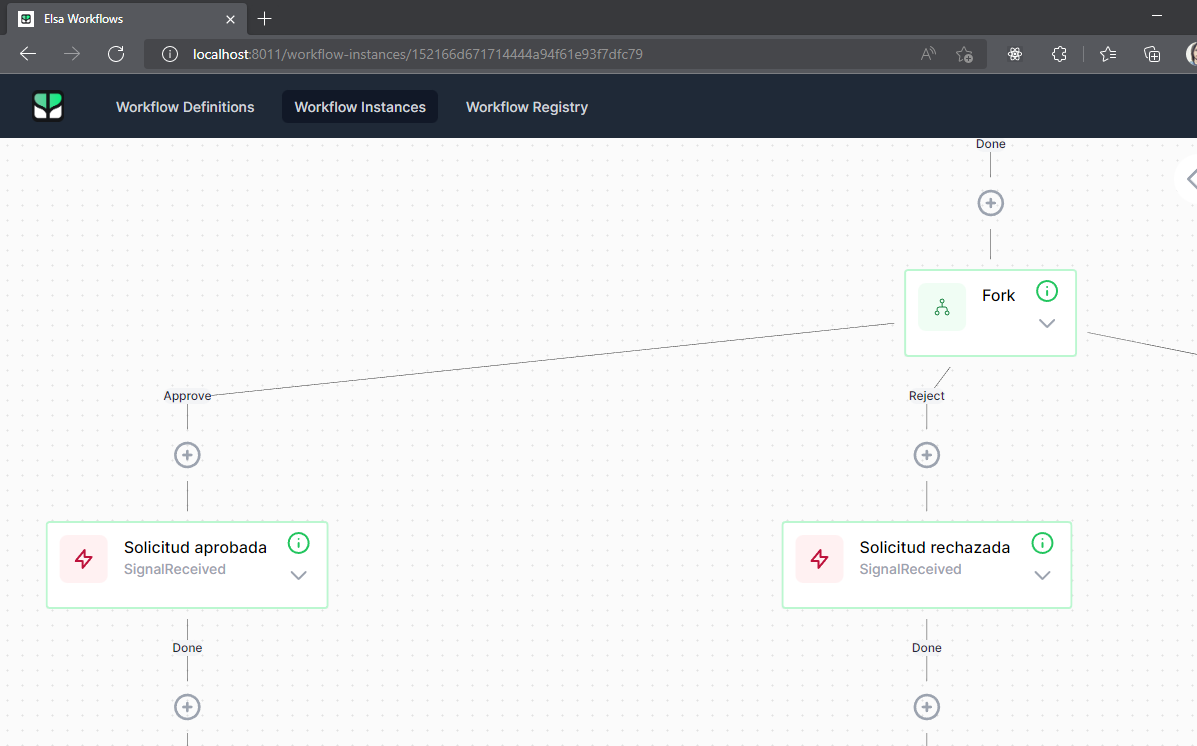 Elsa Workflows
localhost:8011/workflow-instances/152166d671714444a94f61e93f7dfc79
Workflow Definitions
Workflow Instances
Workflow Registry
Done
Fork
Approve
Reject
Solicitud aprobada
SignalReceived
Solicitud rechazada
SignalReceived
Done
Done